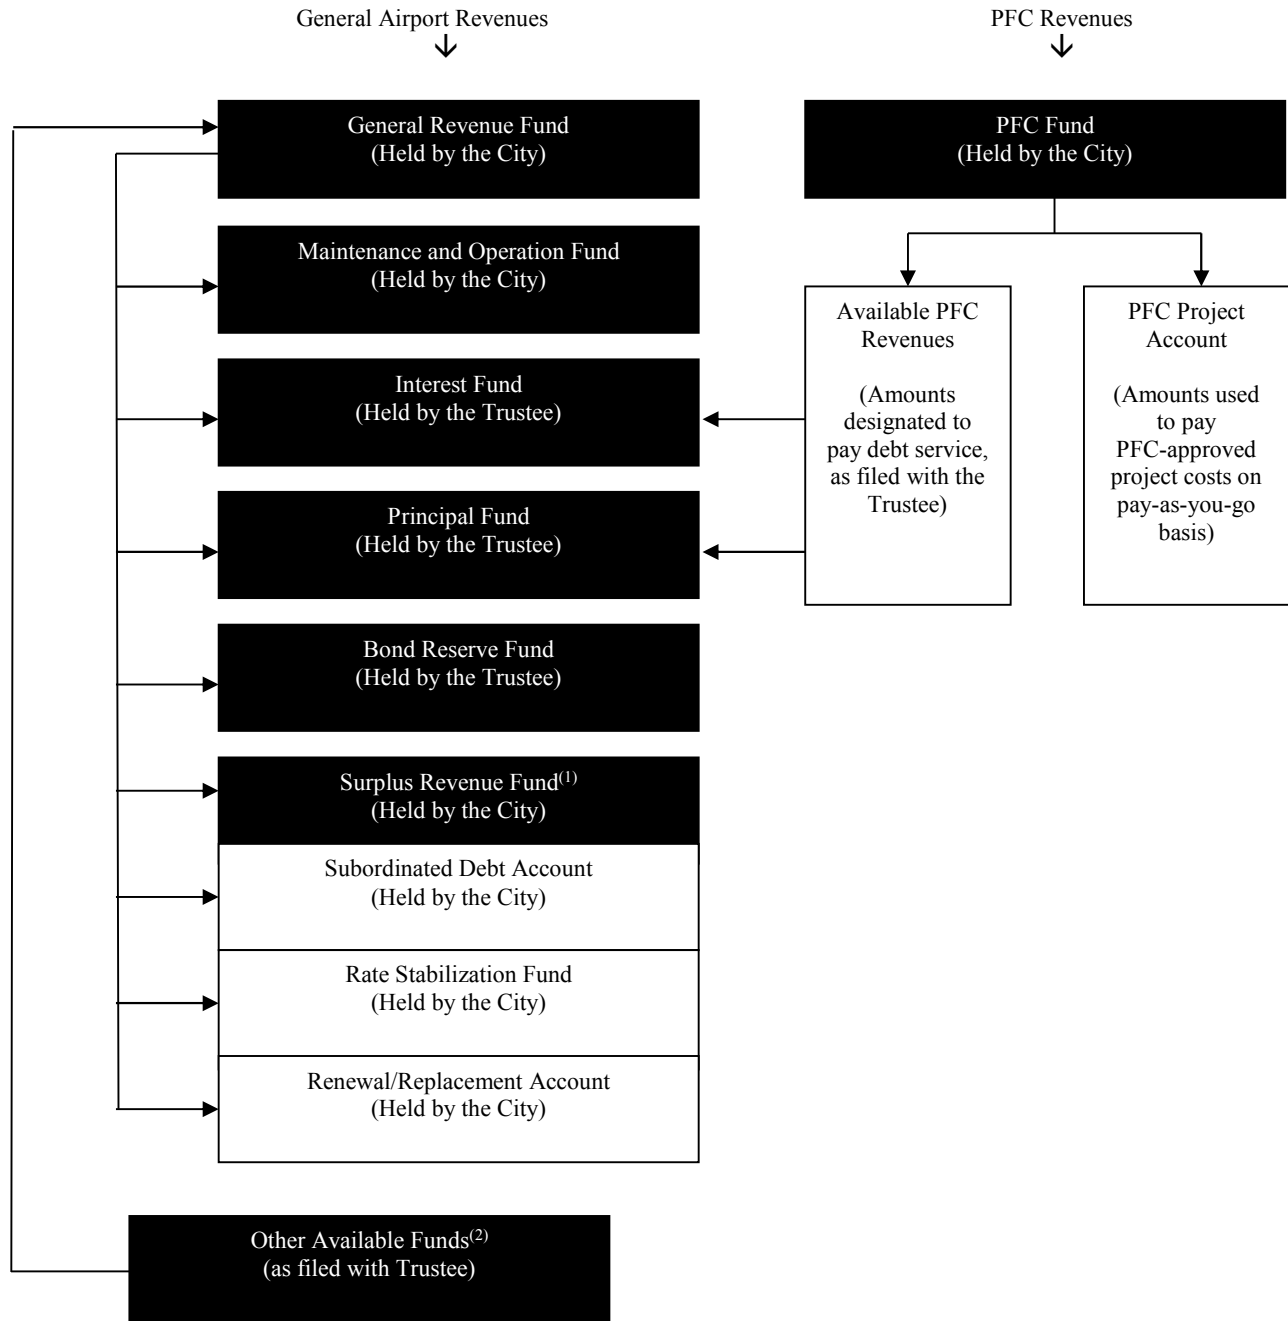 General Airport Revenues
PFC Revenues
General Revenue Fund
(Held by the City)
PFC Fund
(Held by the City)
Maintenance and Operation Fund
(Held by the City)
Available PFC
Revenues
(Amounts
designated to
pay debt service,
as filed with the
Trustee)
PFC Project
Account
(Amounts used
to pay
PFC-approved
project costs on
pay-as-you-go
basis)
Interest Fund
(Held by the Trustee)
Principal Fund
(Held by the Trustee)
Bond Reserve Fund
(Held by the Trustee)
Surplus Revenue Fund(1)
(Held by the City)
Subordinated Debt Account
(Held by the City)
Rate Stabilization Fund
(Held by the City)
Renewal/Replacement Account
(Held by the City)
Other Available Funds(2)
(as filed with Trustee)